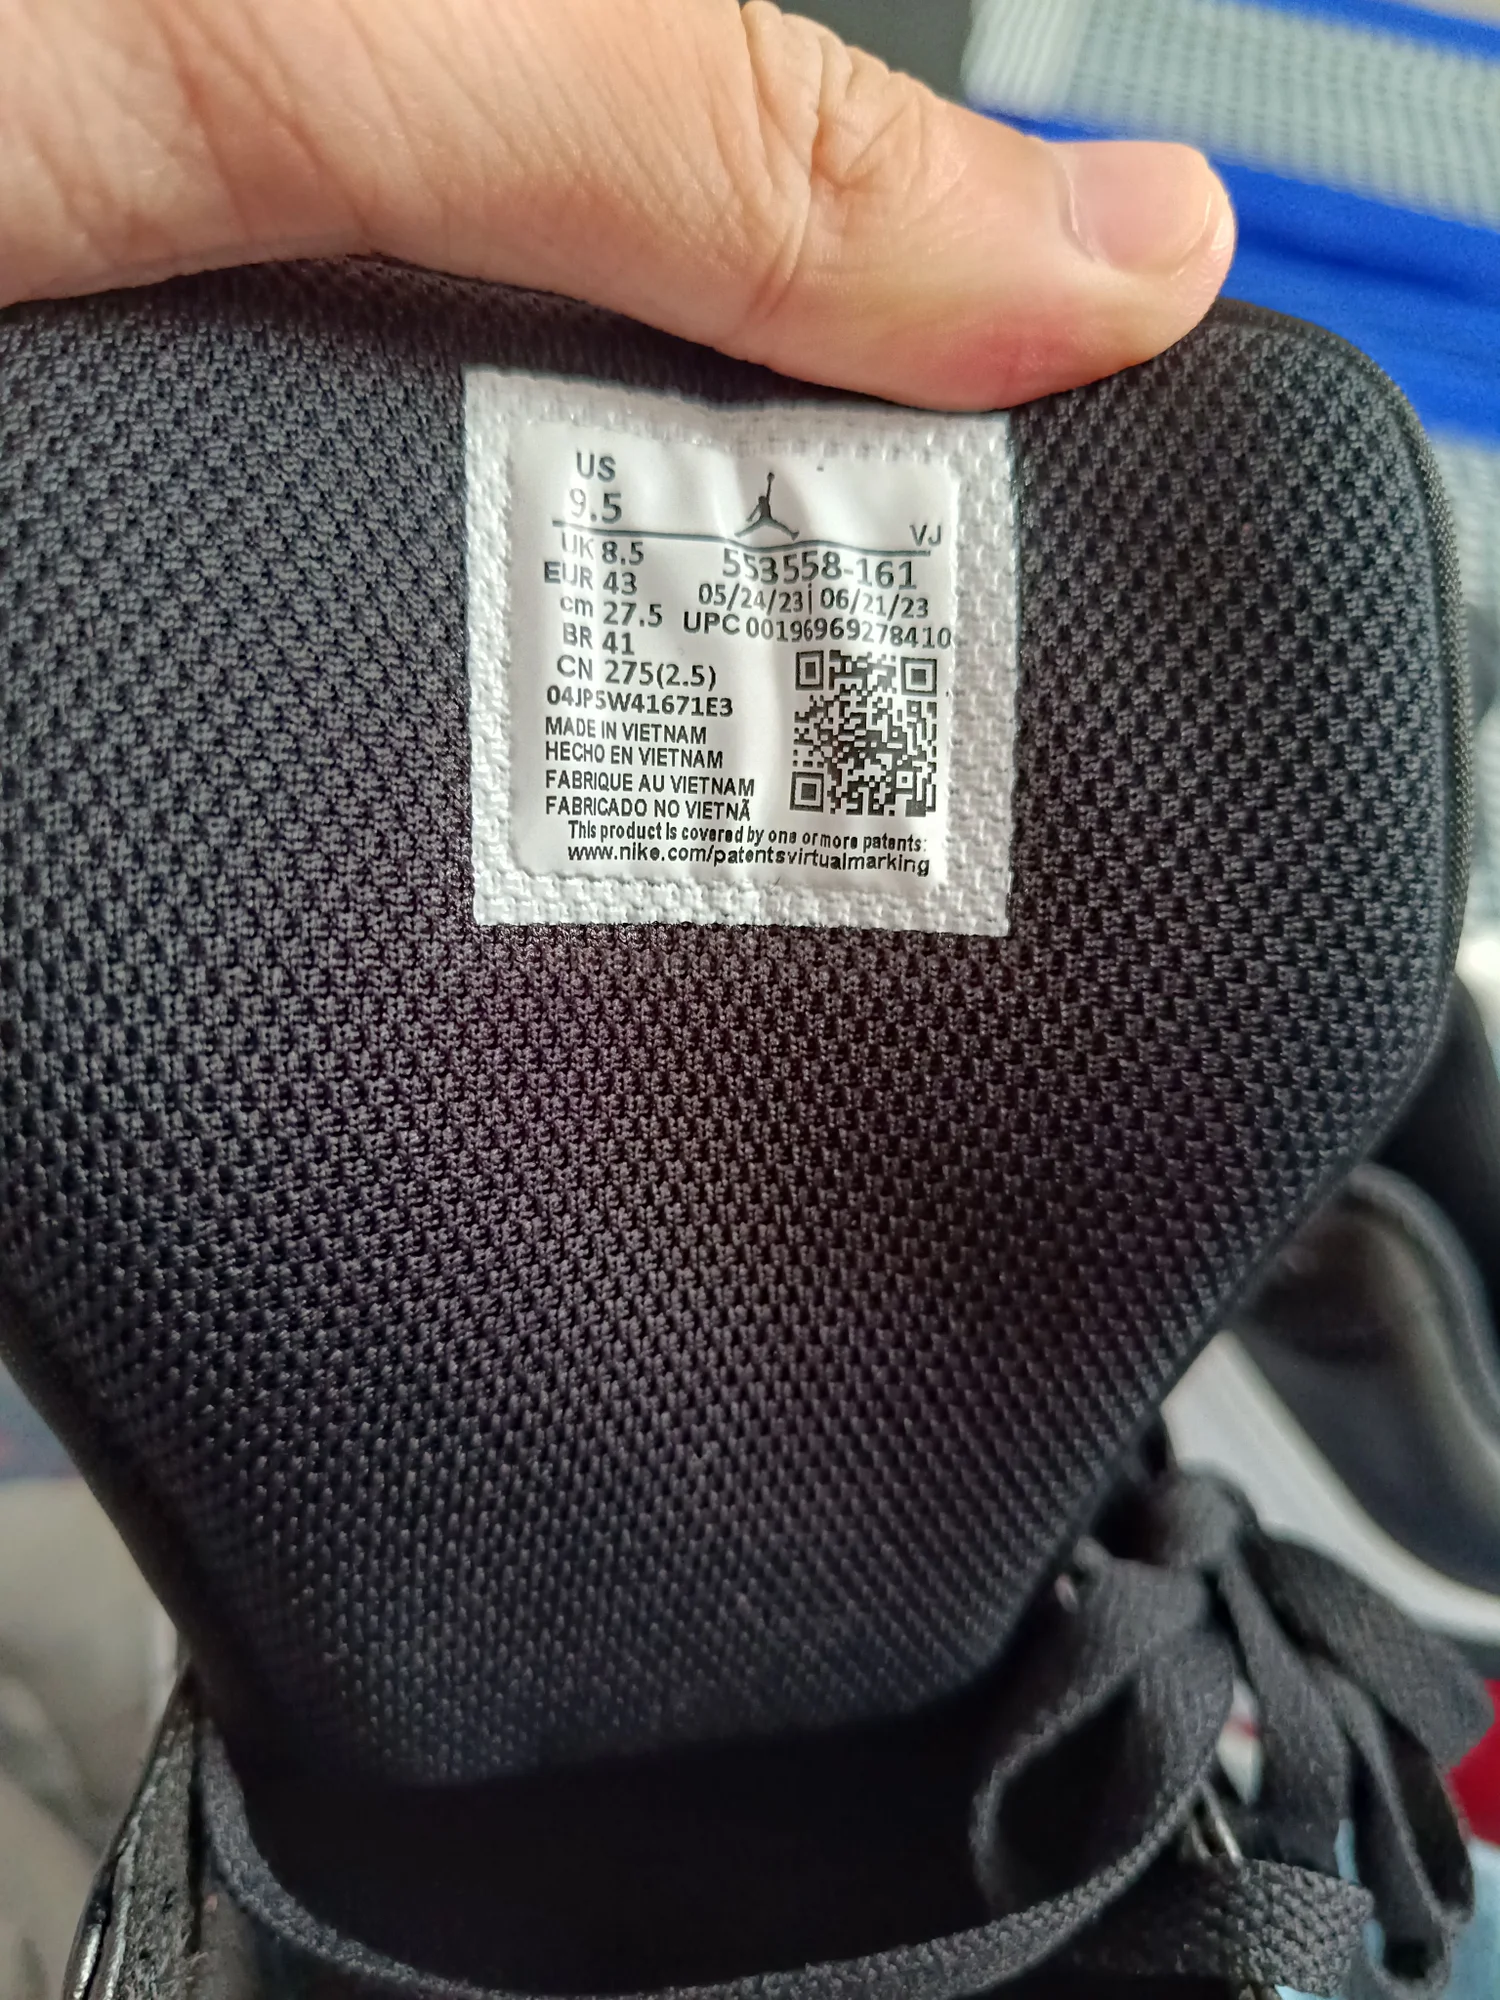 US
9.5
VJ
UK 8.5
553558-161
EUR 43
05/24/23 | 06/21/23
cm 27.5
UPC 00196969278410
BR 41
CN 275(2.5)
04JP5W41671E3
MADE IN VIETNAM
HECHO EN VIETNAM
FABRIQUE AU VIETNAM
FABRICADO NO VIETNÃ
This product is covered by one or more patents:
www.nike.com/patentsvirtualmarking